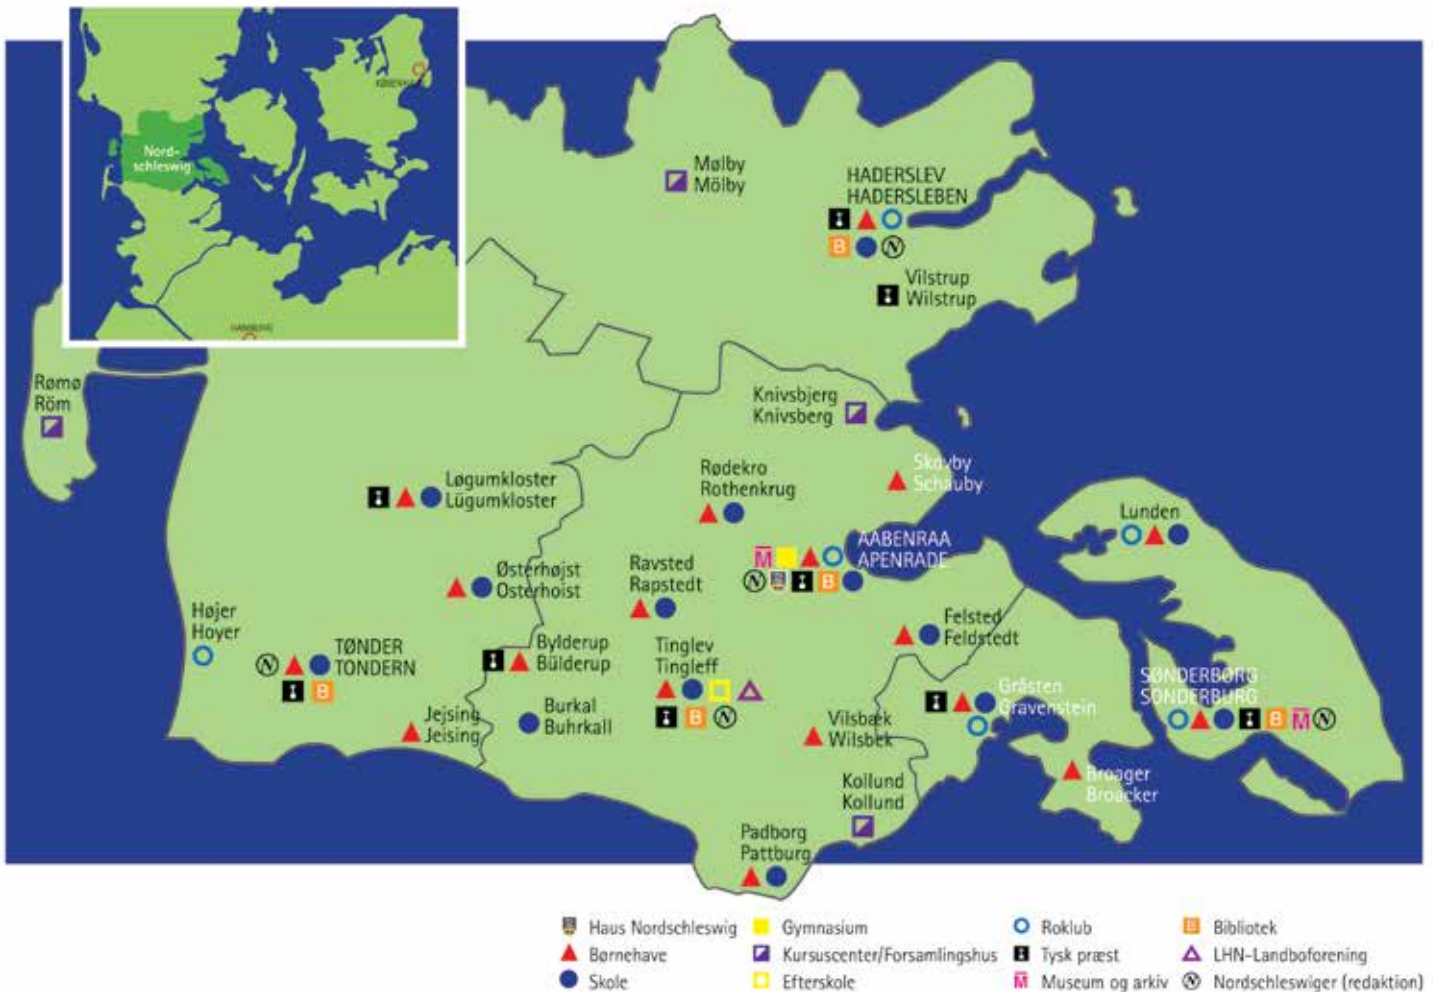 KØBENHAVN
Nord-
schleswig
HAMBURG
Mølby
Mölby
HADERSLEV
HADERSLEBEN
B
N
Vilstrup
Wilstrup
Rømø
Röm
Knivsbjerg
Knivsberg
Skovby
Schauby
Løgumkloster
Lügumkloster
Rødekro
Rothenkrug
Lunden
AABENRAA
APENRADE
M
N
B
Østerhøjst
Osterhoist
Ravsted
Rapstedt
Højer
Hoyer
TØNDER
TONDERN
N
B
Bylderup
Bülderup
Tinglev
Tingleff
B
N
Felsted
Feldstedt
Gråsten
Gravenstein
SØNDERBORG
SONDERBURG
B
M
N
Jejsing
Jeising
Burkal
Buhrkall
Vilsbæk
Wilsbek
Broager
Broacker
Kollund
Kollund
Padborg
Pattburg
Haus Nordschleswig
Gymnasium
Roklub
B Bibliotek
Børnehave
Kursuscenter/Forsamlingshus
Tysk præst
LHN-Landboforening
Skole
Efterskole
M Museum og arkiv
N Nordschleswiger (redaktion)